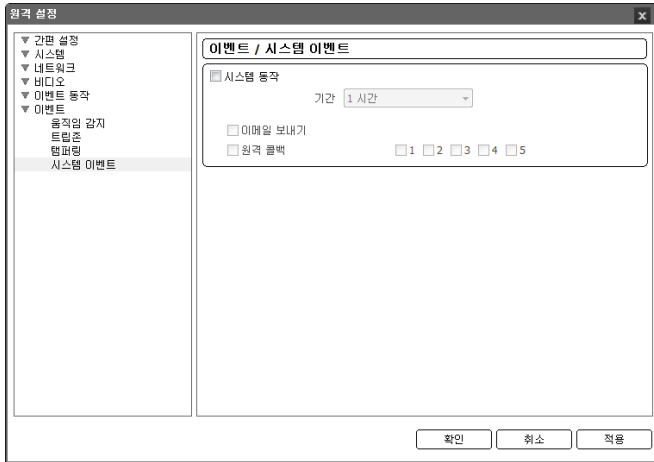 원격 설정
x
간편 설정
시스템
네트워크
비디오
이벤트 동작
이벤트
움직임 감지
트립존
탬퍼링
시스템 이벤트
이벤트 / 시스템 이벤트
시스템 동작
기간 1 시간
이메일 보내기
원격 콜백 1 2 3 4 5
확인 취소 적용